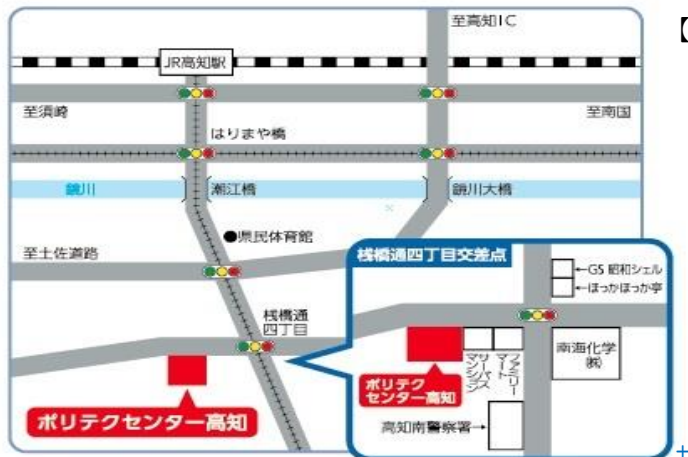 至高知IC
【
JR高知駅
至須崎
至南国
はりまや橋
鏡川
潮江橋
鏡川大橋
●県民体育館
至土佐道路
桟橋通四丁目交差点
←GS 昭和シェル
←ほっかほっか亭
桟橋通
四丁目
南海化学
㈱
サーパス
マンション
ファミリー
マート
ポリテク
センター高知
高知南警察署→
ポリテクセンター高知